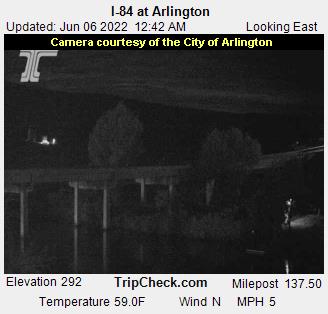 I-84 at Arlington
Updated: Jun 06 2022 12:42 AM Looking East
Camera courtesy of the City of Arlington
Elevation 292 TripCheck.com Milepost 137.50
Temperature 59.0F Wind N MPH 5